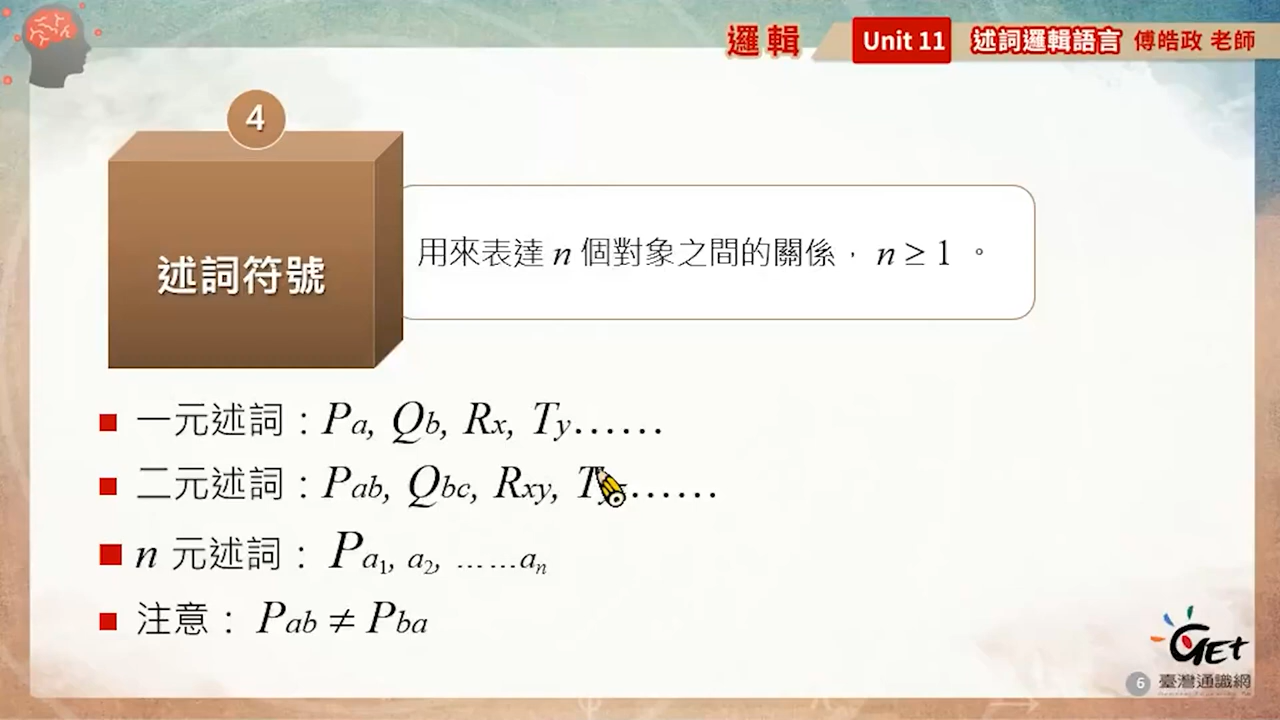 邏輯 Unit 11 述詞邏輯語言 傅皓政 老師
4
述詞符號
用來表達 n 個對象之間的關係，n ≥ 1 。
一元述詞：Pa, Qb, Rx, Ty……
二元述詞：Pab, Qbc, Rxy, T……
n 元述詞： Pa₁, a₂, ……aₙ
注意： Pab ≠ Pba
GET
6 臺灣通識網